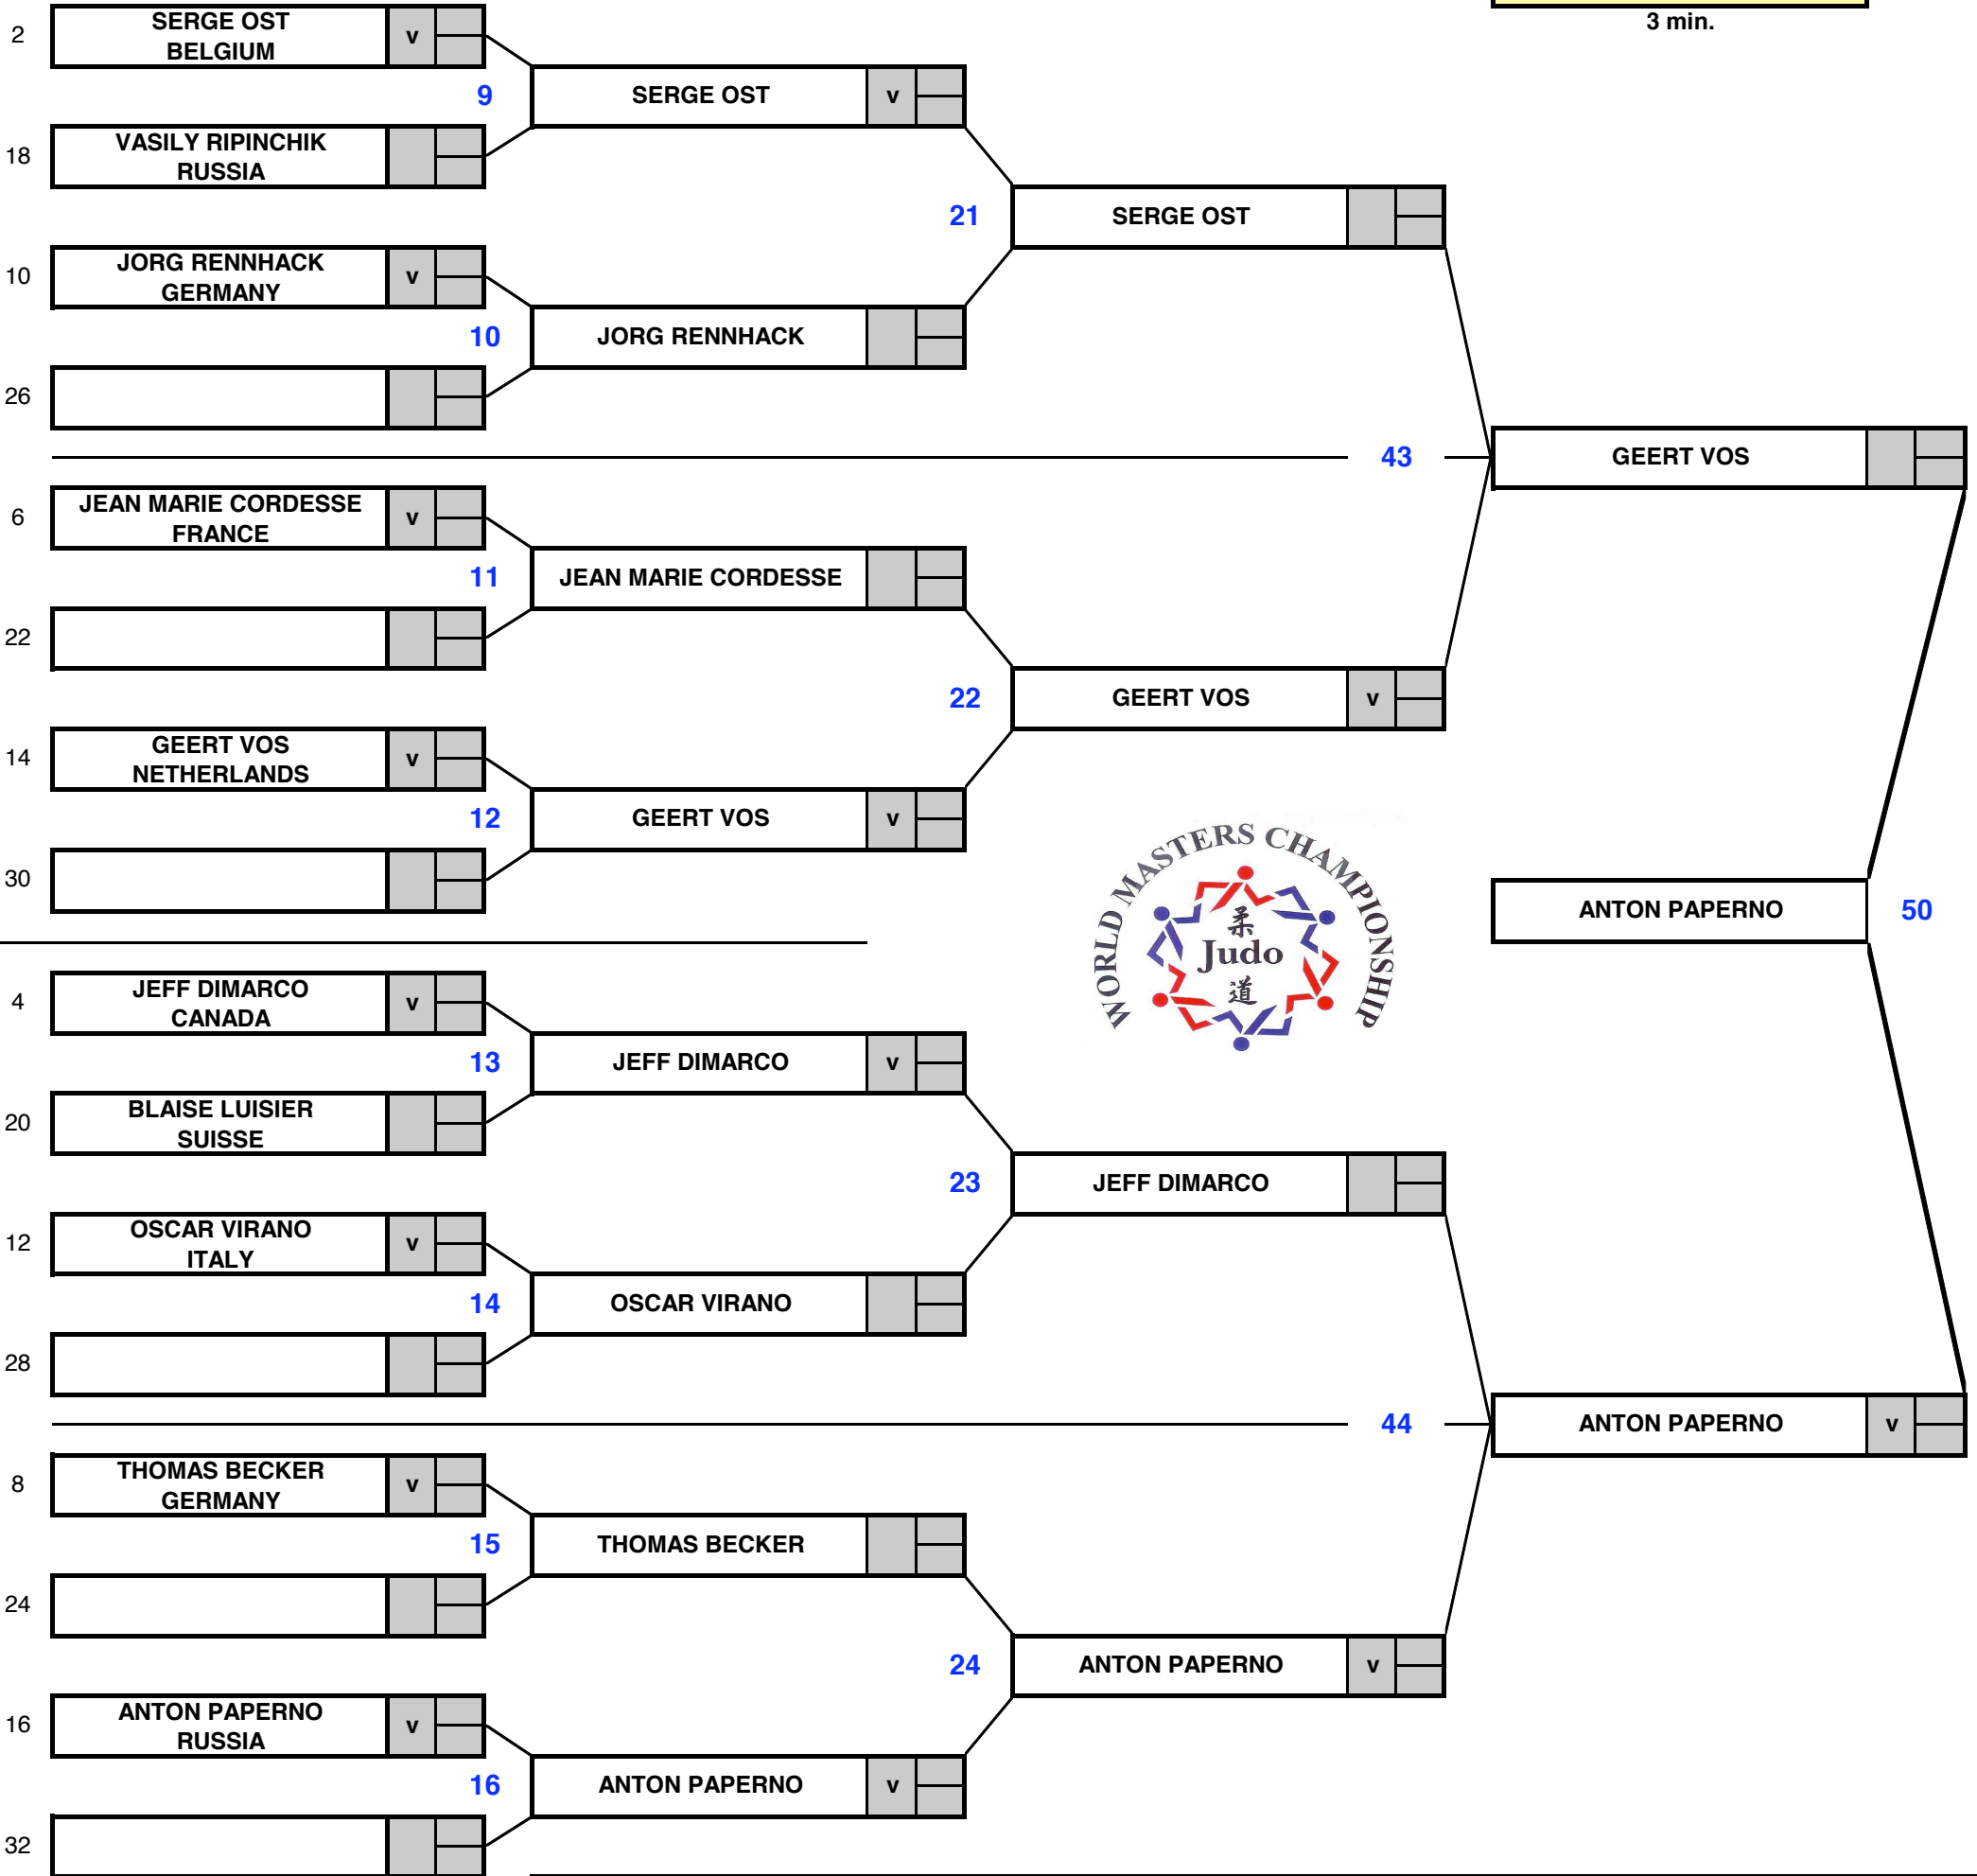 3 min.
2
SERGE OST
BELGIUM
v
9
SERGE OST
v
18
VASILY RIPINCHIK
RUSSIA
21
SERGE OST
10
JORG RENNHACK
GERMANY
v
10
JORG RENNHACK
26
43
GEERT VOS
6
JEAN MARIE CORDESSE
FRANCE
v
11
JEAN MARIE CORDESSE
22
22
GEERT VOS
v
14
GEERT VOS
NETHERLANDS
v
12
GEERT VOS
v
30
WORLD MASTERS CHAMPIONSHIP
柔
Judo
道
ANTON PAPERNO
50
4
JEFF DIMARCO
CANADA
v
13
JEFF DIMARCO
v
20
BLAISE LUISIER
SUISSE
23
JEFF DIMARCO
12
OSCAR VIRANO
ITALY
v
14
OSCAR VIRANO
28
44
ANTON PAPERNO
v
8
THOMAS BECKER
GERMANY
v
15
THOMAS BECKER
24
24
ANTON PAPERNO
v
16
ANTON PAPERNO
RUSSIA
v
16
ANTON PAPERNO
v
32